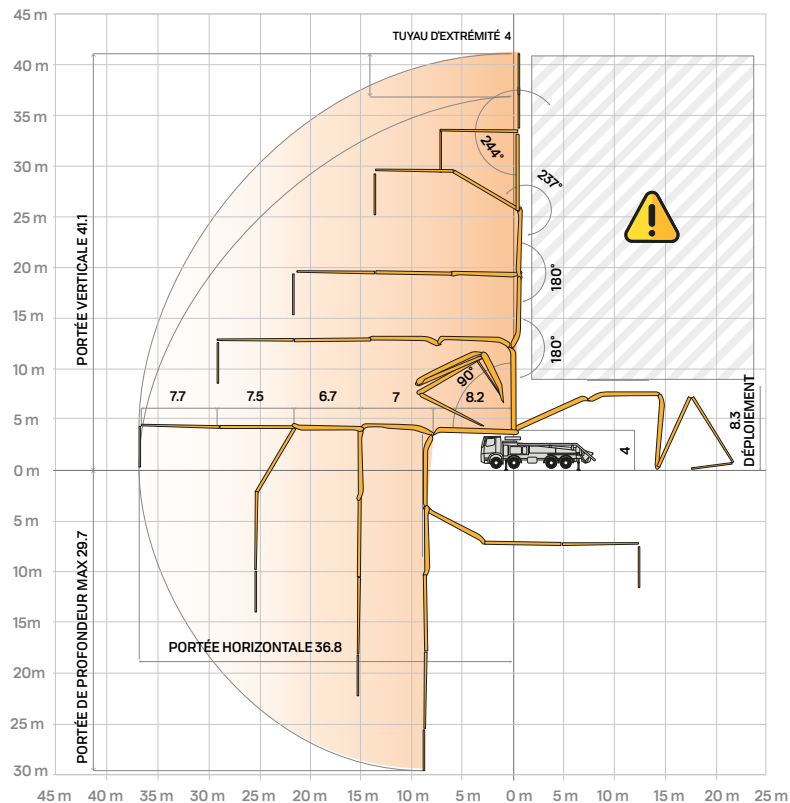 45 m
TUYAU D'EXTRÉMITÉ 4
40 m
35 m
244°
30 m
237°
25 m
PORTÉE VERTICALE 41.1
20 m
180°
15 m
180°
10 m
90°
7.7
7.5
6.7
7
8.2
8.3
DÉPLOIEMENT
5 m
4
0 m
5 m
10 m
15 m
PORTÉE HORIZONTALE 36.8
PORTÉE DE PROFONDEUR MAX 29.7
20 m
25 m
30 m
45 m 40 m 35 m 30 m 25 m 20 m 15 m 10 m 5 m 0 m 5 m 10 m 15 m 20 m 25 m